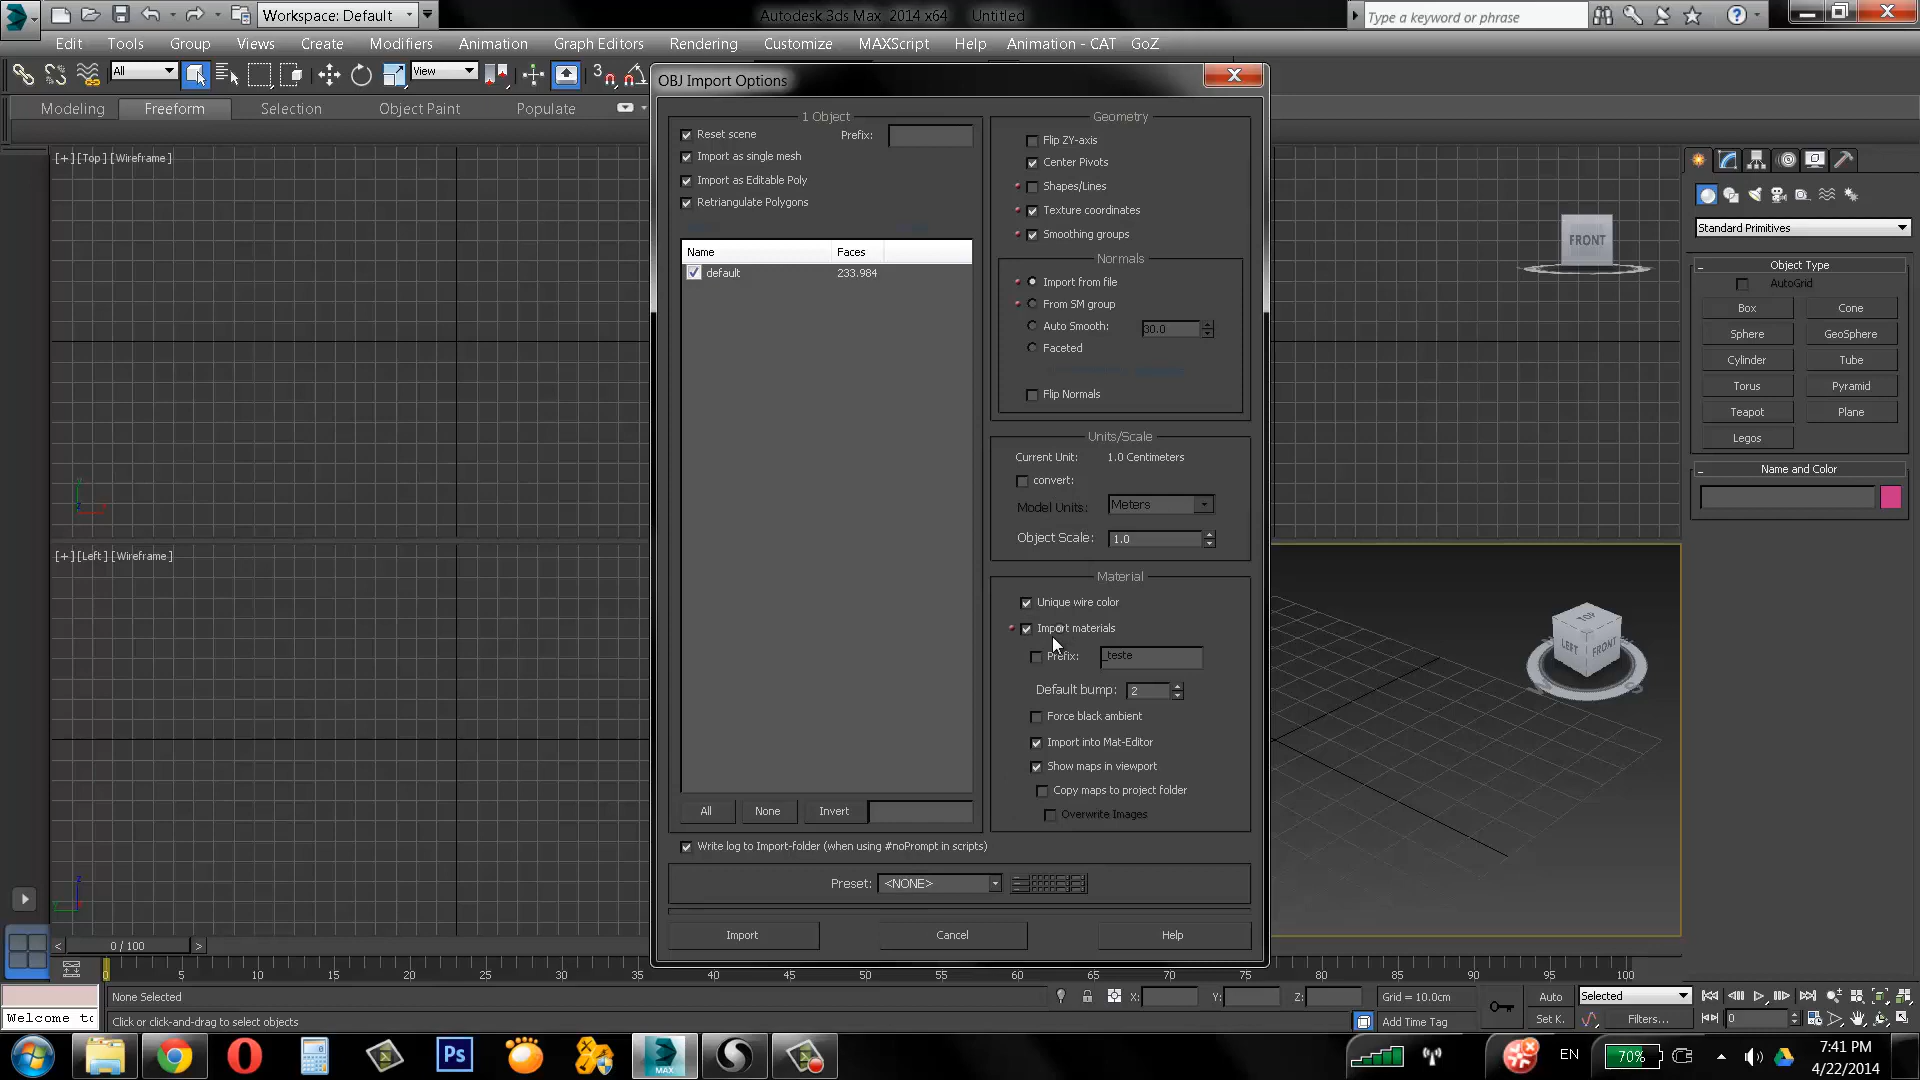 Workspace: Default
Autodesk 3ds Max 2014 x64 Untitled
Type a keyword or phrase
Edit Tools Group Views Create Modifiers Animation Graph Editors Rendering Customize MAXScript Help Animation - CAT GoZ
All View 3
Modeling Freeform Selection Object Paint Populate
OBJ Import Options
1 Object
Reset scene Prefix:
Import as single mesh
Import as Editable Poly
Retriangulate Polygons
Name Faces
default 233.984
All None Invert
Write log to Import-folder (when using #noPrompt in scripts)
Preset: <NONE>
Import Cancel Help
Geometry
Flip ZY-axis
Center Pivots
Shapes/Lines
Texture coordinates
Smoothing groups
Normals
Import from file
From SM group
Auto Smooth: 30.0
Faceted
Flip Normals
Units/Scale
Current Unit: 1.0 Centimeters
convert:
Model Units: Meters
Object Scale: 1.0
Material
Unique wire color
Import materials
Prefix: _teste
Default bump: 2
Force black ambient
Import into Mat-Editor
Show maps in viewport
Copy maps to project folder
Overwrite Images
[+][Top][Wireframe]
[+][Left][Wireframe]
FRONT
TOP
LEFT FRONT
Standard Primitives
Object Type
AutoGrid
Box Cone
Sphere GeoSphere
Cylinder Tube
Torus Pyramid
Teapot Plane
Legos
Name and Color
< 0 / 100 >
0 5 10 15 20 25 30 35 40 45 50 55 60 65 70 75 80 85 90 95 100
None Selected X: Y: Z: Grid = 10.0cm Auto Selected
Welcome to Click or click-and-drag to select objects Add Time Tag Set K. Filters... 0
Ps MAX EN 70% 7:41 PM
4/22/2014